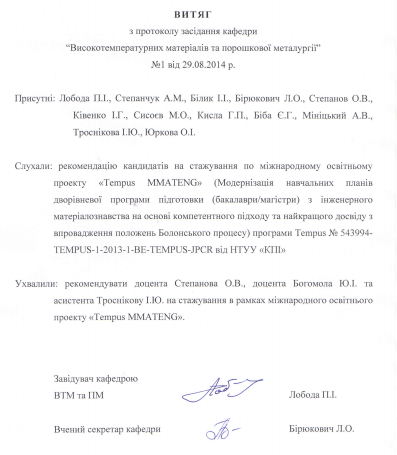 ВИТЯГ
з протоколу засідання кафедри
“Високотемпературних матеріалів та порошкової металургії”
№1 від 29.08.2014 р.
Присутні: Лобода П.І., Степанчук А.М., Білик І.І., Бірюкович Л.О., Степанов О.В.,
Ківенко І.Г., Сисоєв М.О., Кисла Г.П., Біба Є.Г., Мініцький А.В.,
Троснікова І.Ю., Юркова О.І.
Слухали: рекомендацію кандидатів на стажування по міжнародному освітньому
проекту «Tempus MMATENG» (Модернізація навчальних планів
дворівневої програми підготовки (бакалаври/магістри) з інженерного
матеріалознавства на основі компетентного підходу та найкращого досвіду з
впровадження положень Болонського процесу) програми Tempus № 543994-
TEMPUS-1-2013-1-BE-TEMPUS-JPCR від НТУУ «КПІ»
Ухвалили: рекомендувати доцента Степанова О.В., доцента Богомола Ю.І. та
асистента Троснікову І.Ю. на стажування в рамках міжнародного освітнього
проекту «Tempus MMATENG».
Завідувач кафедрою
ВТМ та ПМ Лобода П.І.
Вчений секретар кафедри Бірюкович Л.О.